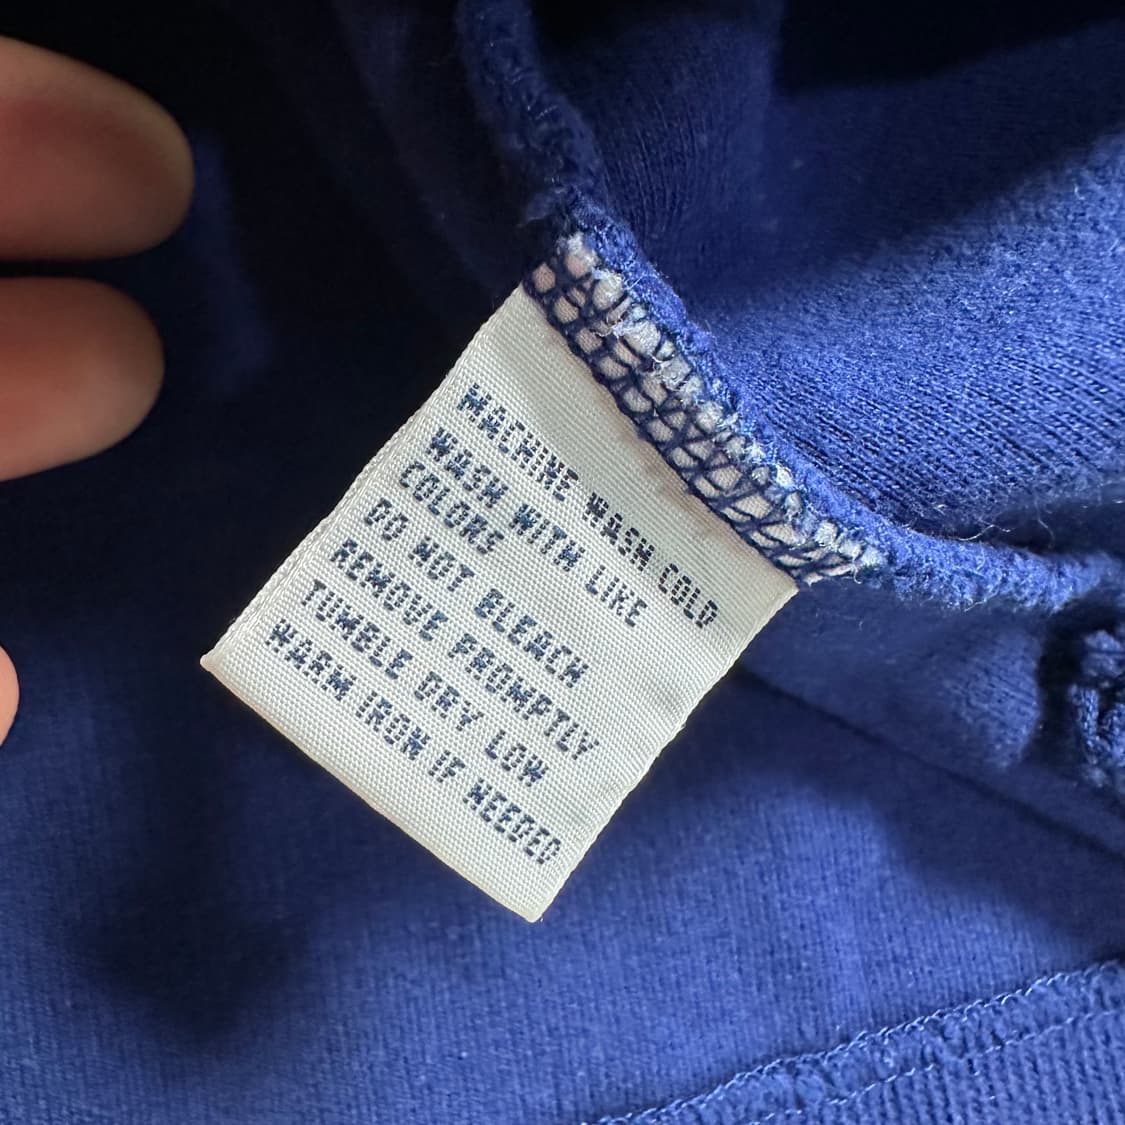 MACHINE WASH COLD
WASH WITH LIKE
COLORS
DO NOT BLEACH
REMOVE PROMPTLY
TUMBLE DRY LOW
WARM IRON IF NEEDED